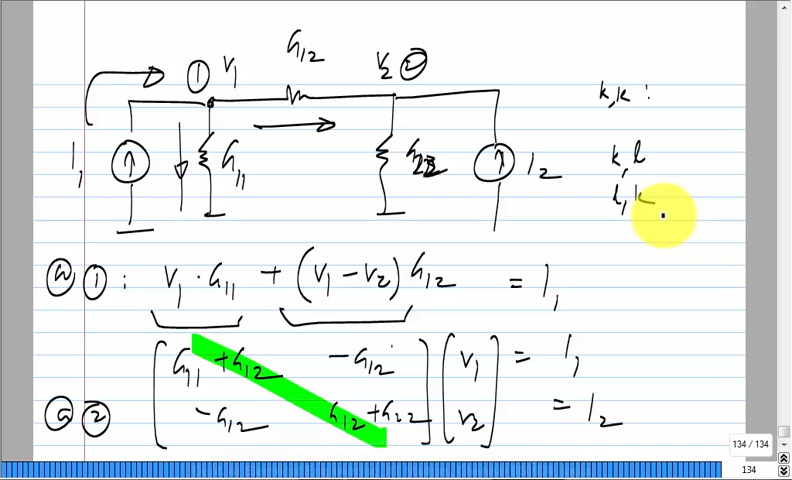 G12
① V1 V2 ②
k,k :
I1 G11 G22 I2
k,l
l,k
@ ① : V1 · G11 + (V1 − V2) G12 = I1
[ G11 + G12 − G12 ] [ V1 ] = I1
@ ② [ − G12 G12 + G22 ] [ V2 ] = I2
134 / 134
134